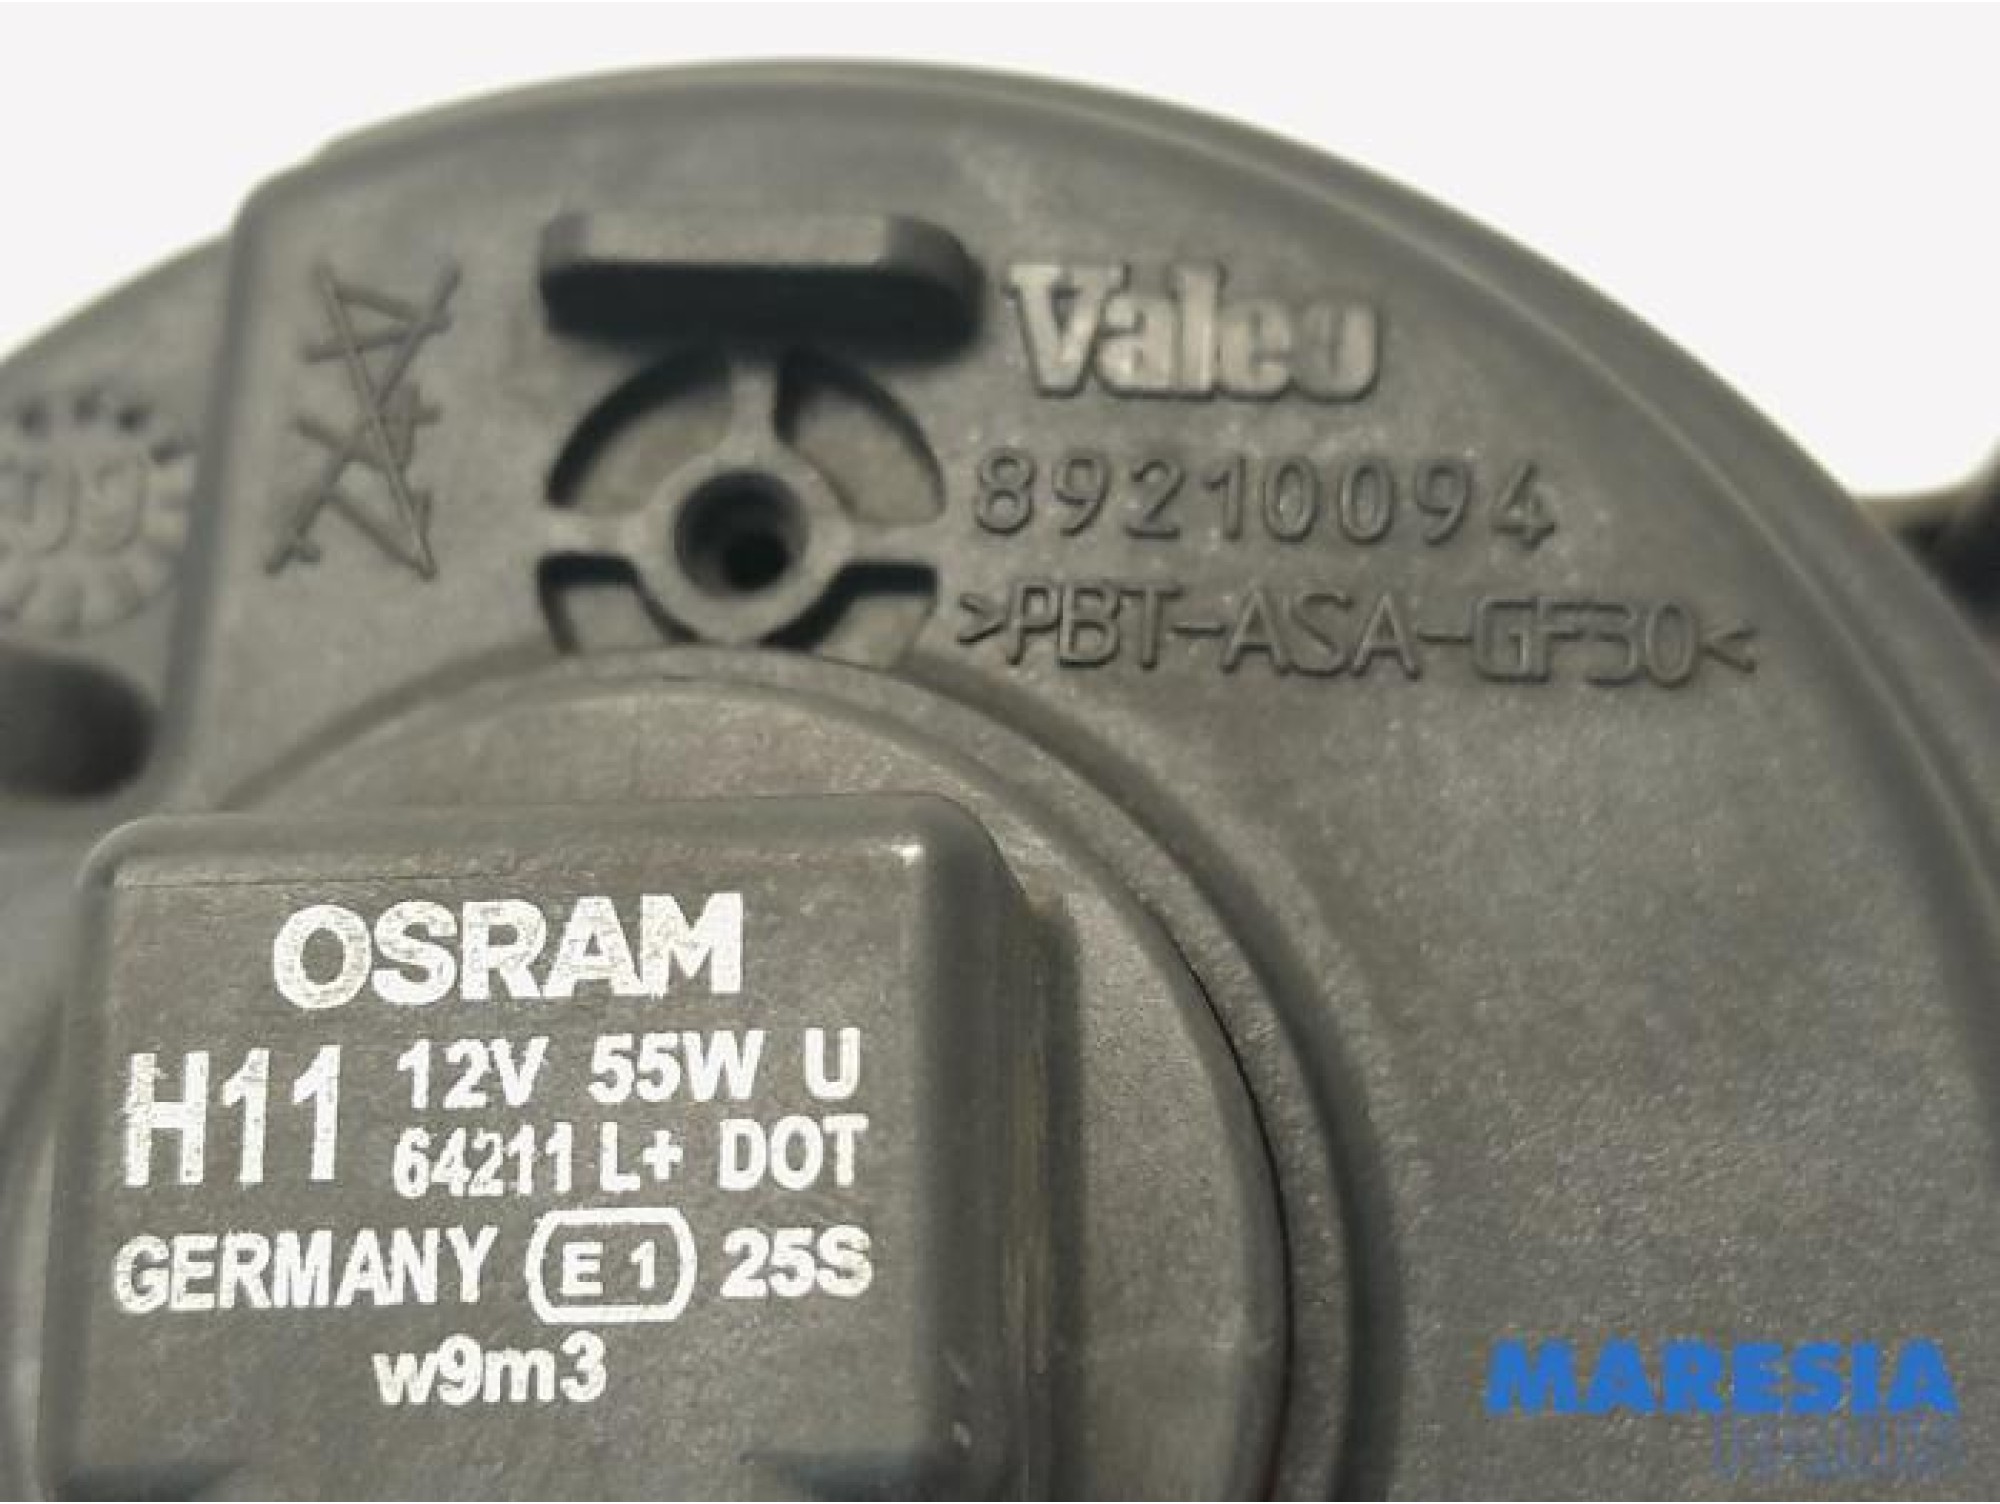 Valeo
89210094
>PBT-ASA-GF30<
OSRAM
H11 12V 55W U
64211 L+ DOT
GERMANY E1 25S
w9m3
MARESIA